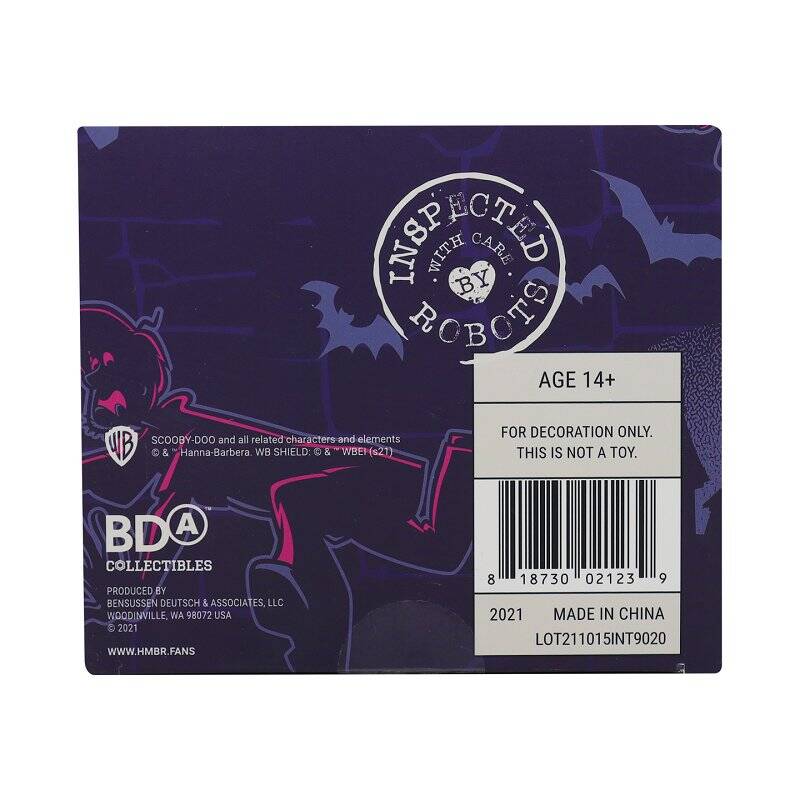 INSPECTED
WITH CARE
BY
ROBOTS
AGE 14+
FOR DECORATION ONLY.
THIS IS NOT A TOY.
8 18730 02123 9
2021 MADE IN CHINA
LOT211015INT9020
WB
SCOOBY-DOO and all related characters and elements
© & ™ Hanna-Barbera. WB SHIELD: © & ™ WBEI (s21)
BDA™
COLLECTIBLES
PRODUCED BY
BENSUSSEN DEUTSCH & ASSOCIATES, LLC
WOODINVILLE, WA 98072 USA
© 2021
WWW.HMBR.FANS